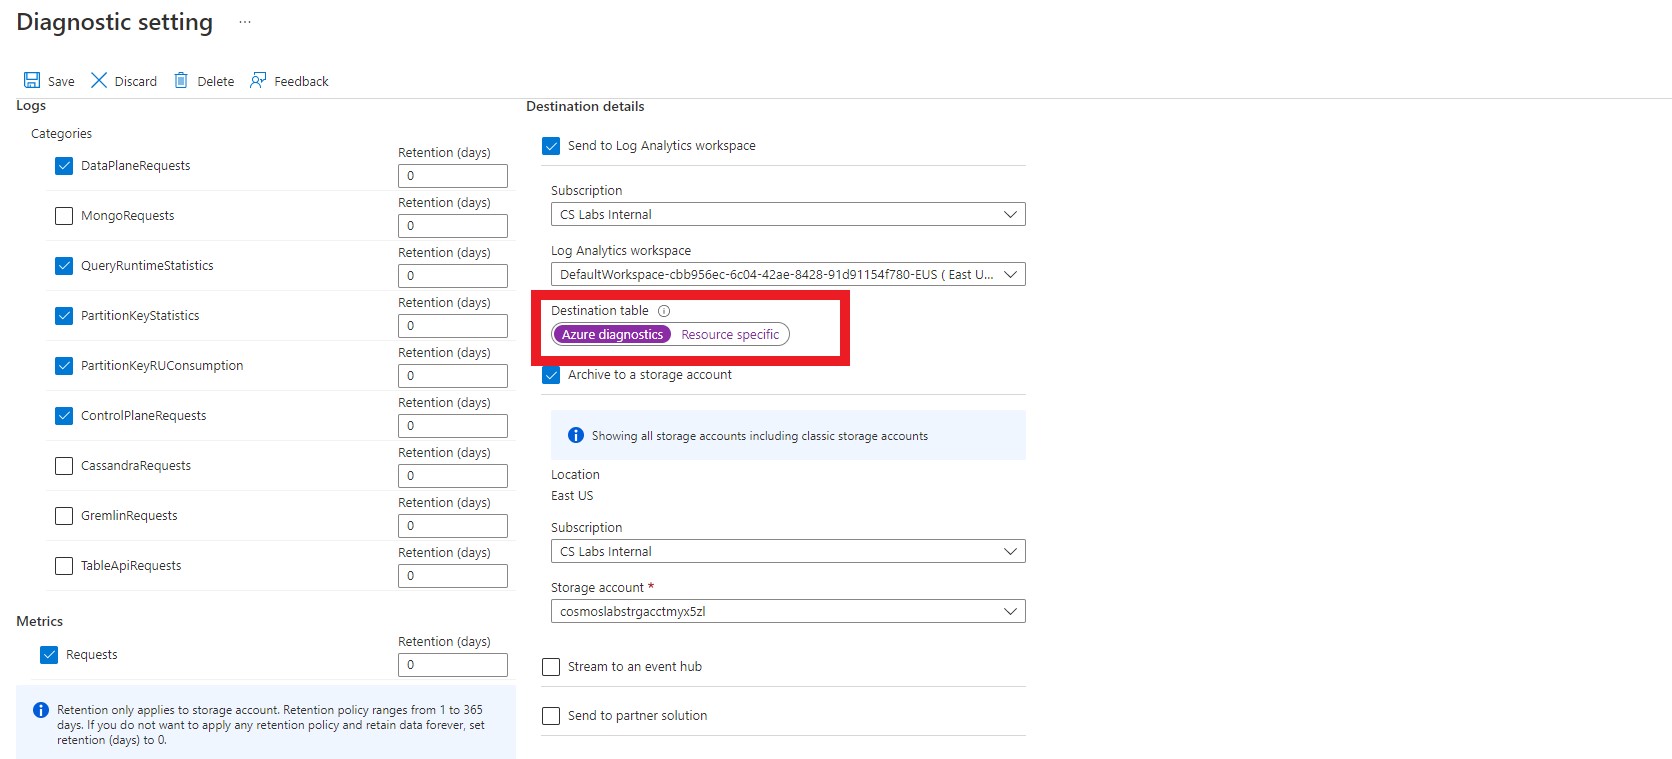 Diagnostic setting ...
Save Discard Delete Feedback
Logs
Categories
DataPlaneRequests
Retention (days)
0
MongoRequests
Retention (days)
0
QueryRuntimeStatistics
Retention (days)
0
PartitionKeyStatistics
Retention (days)
0
PartitionKeyRUConsumption
Retention (days)
0
ControlPlaneRequests
Retention (days)
0
CassandraRequests
Retention (days)
0
GremlinRequests
Retention (days)
0
TableApiRequests
Retention (days)
0
Metrics
Requests
Retention (days)
0
Retention only applies to storage account. Retention policy ranges from 1 to 365
days. If you do not want to apply any retention policy and retain data forever, set
retention (days) to 0.
Destination details
Send to Log Analytics workspace
Subscription
CS Labs Internal
Log Analytics workspace
DefaultWorkspace-cbb956ec-6c04-42ae-8428-91d91154f780-EUS ( East U...
Destination table
Azure diagnostics Resource specific
Archive to a storage account
Showing all storage accounts including classic storage accounts
Location
East US
Subscription
CS Labs Internal
Storage account *
cosmoslabstrgacctmyx5zl
Stream to an event hub
Send to partner solution